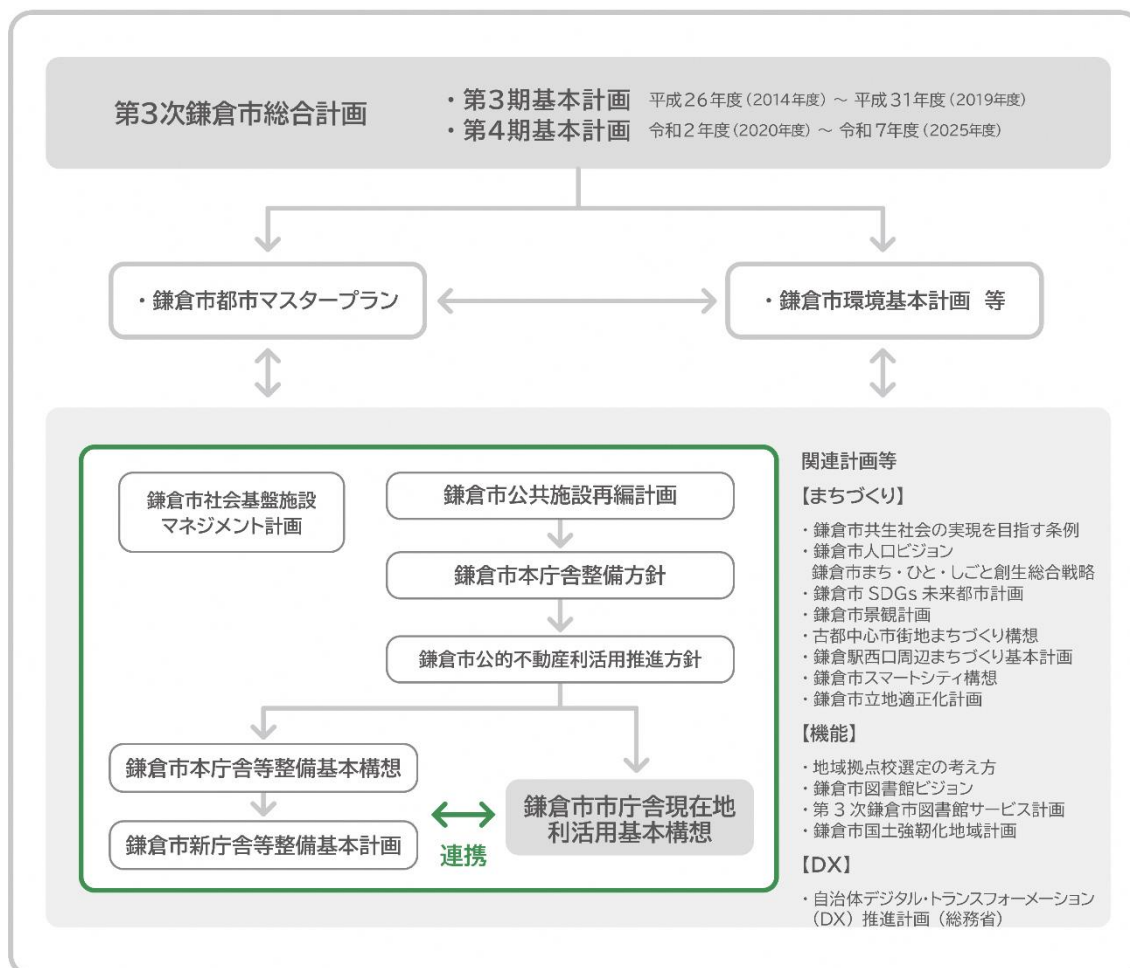 第3次鎌倉市総合計画
・第3期基本計画 平成26年度(2014年度) ～ 平成31年度(2019年度)
・第4期基本計画 令和2年度(2020年度) ～ 令和7年度(2025年度)
・鎌倉市都市マスタープラン
・鎌倉市環境基本計画 等
鎌倉市社会基盤施設
マネジメント計画
鎌倉市公共施設再編計画
鎌倉市本庁舎整備方針
鎌倉市公的不動産利活用推進方針
鎌倉市本庁舎等整備基本構想
鎌倉市新庁舎等整備基本計画
連携
鎌倉市市庁舎現在地
利活用基本構想
関連計画等
【まちづくり】
・鎌倉市共生社会の実現を目指す条例
・鎌倉市人口ビジョン
鎌倉市まち・ひと・しごと創生総合戦略
・鎌倉市 SDGs 未来都市計画
・鎌倉市景観計画
・古都中心市街地まちづくり構想
・鎌倉駅西口周辺まちづくり基本計画
・鎌倉市スマートシティ構想
・鎌倉市立地適正化計画
【機能】
・地域拠点校選定の考え方
・鎌倉市図書館ビジョン
・第3次鎌倉市図書館サービス計画
・鎌倉市国土強靭化地域計画
【DX】
・自治体デジタル・トランスフォーメーション
(DX) 推進計画 (総務省)